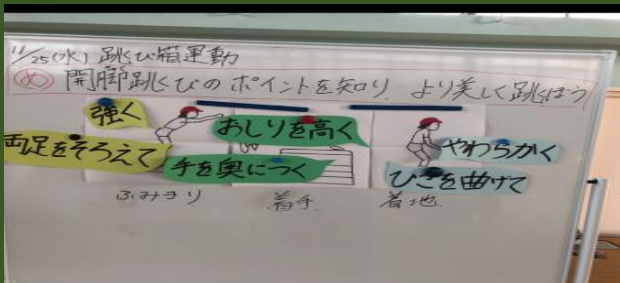 11/25(水) 跳び箱運動
め 開脚跳びのポイントを知り、より美しく跳ぼう
強く
両足をそろえて
おしりを高く
手を奥につく
やわらかく
ひざを曲げて
ふみきり 着手 着地